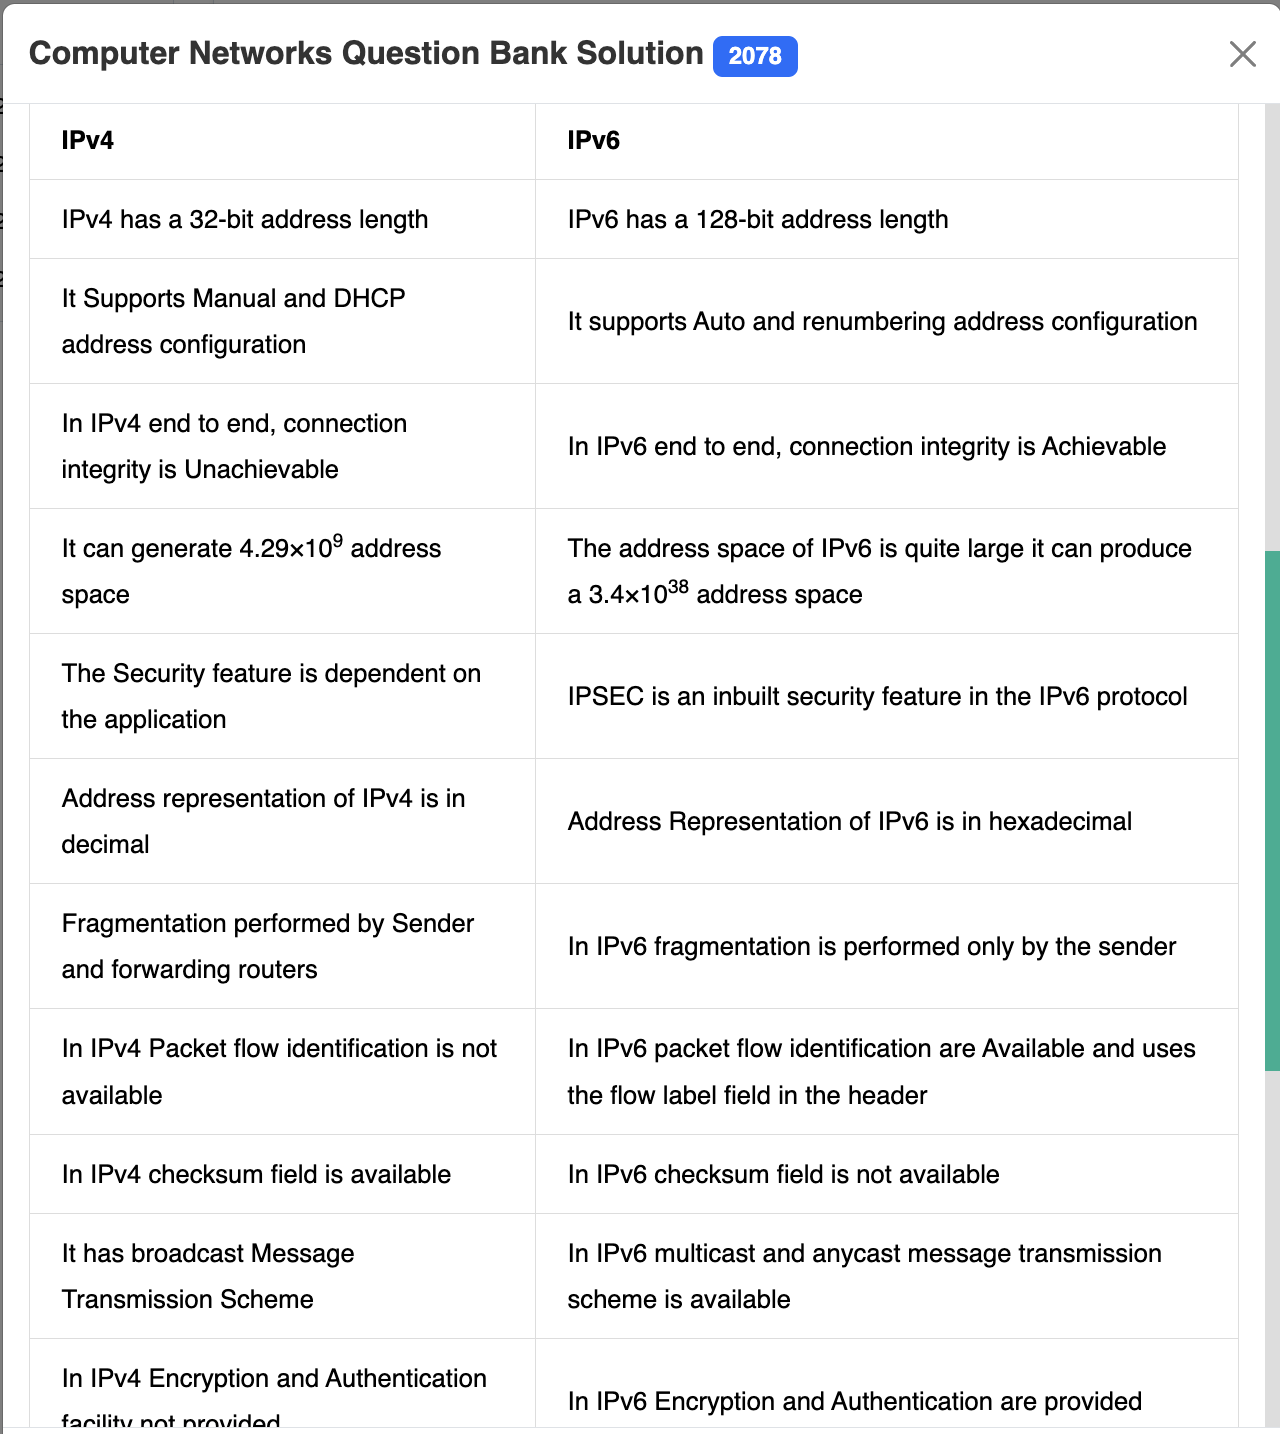 Computer Networks Question Bank Solution 2078
IPv4 IPv6
IPv4 has a 32-bit address length IPv6 has a 128-bit address length
It Supports Manual and DHCP
address configuration
It supports Auto and renumbering address configuration
In IPv4 end to end, connection
integrity is Unachievable
In IPv6 end to end, connection integrity is Achievable
It can generate 4.29×10⁹ address
space
The address space of IPv6 is quite large it can produce
a 3.4×10³⁸ address space
The Security feature is dependent on
the application
IPSEC is an inbuilt security feature in the IPv6 protocol
Address representation of IPv4 is in
decimal
Address Representation of IPv6 is in hexadecimal
Fragmentation performed by Sender
and forwarding routers
In IPv6 fragmentation is performed only by the sender
In IPv4 Packet flow identification is not
available
In IPv6 packet flow identification are Available and uses
the flow label field in the header
In IPv4 checksum field is available In IPv6 checksum field is not available
It has broadcast Message
Transmission Scheme
In IPv6 multicast and anycast message transmission
scheme is available
In IPv4 Encryption and Authentication
facility not provided
In IPv6 Encryption and Authentication are provided